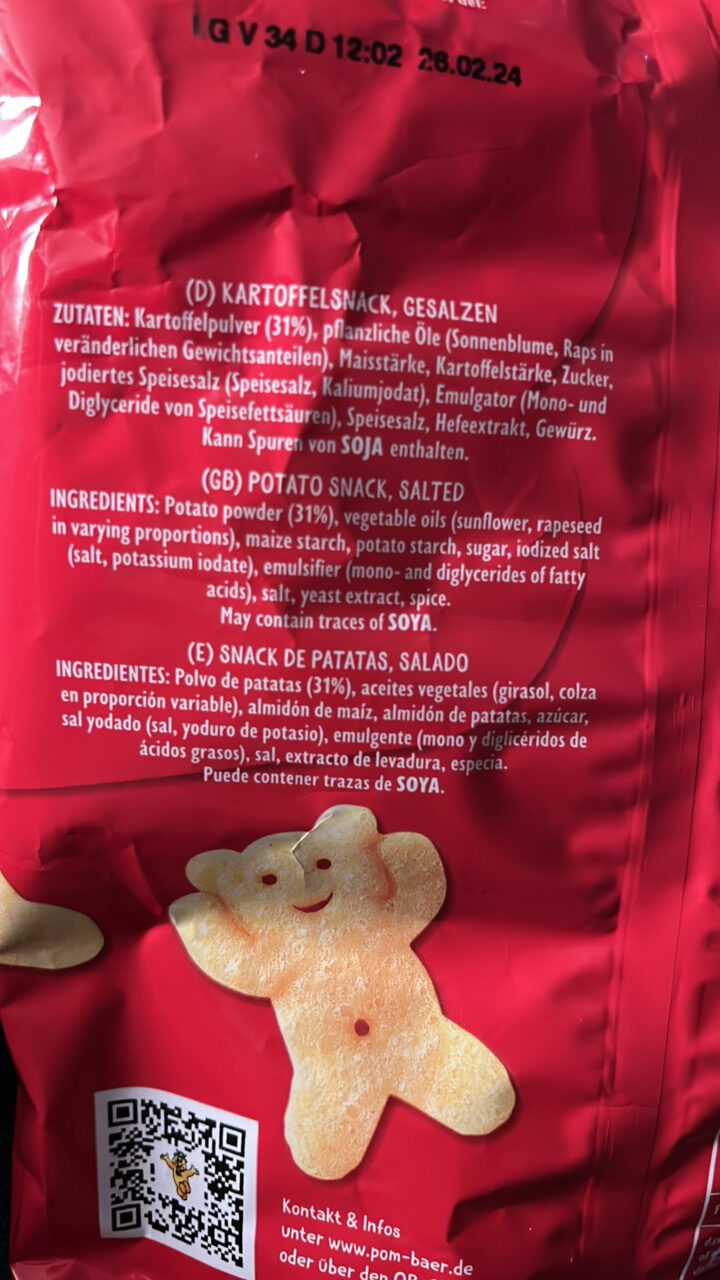 LG V 34 D 12:02 26.02.24
(D) KARTOFFELSNACK, GESALZEN
ZUTATEN: Kartoffelpulver (31%), pflanzliche Öle (Sonnenblume, Raps in
veränderlichen Gewichtsanteilen), Maisstärke, Kartoffelstärke, Zucker,
jodiertes Speisesalz (Speisesalz, Kaliumjodat), Emulgator (Mono- und
Diglyceride von Speisefettsäuren), Speisesalz, Hefeextrakt, Gewürz.
Kann Spuren von SOJA enthalten.
(GB) POTATO SNACK, SALTED
INGREDIENTS: Potato powder (31%), vegetable oils (sunflower, rapeseed
in varying proportions), maize starch, potato starch, sugar, iodized salt
(salt, potassium iodate), emulsifier (mono- and diglycerides of fatty
acids), salt, yeast extract, spice.
May contain traces of SOYA.
(E) SNACK DE PATATAS, SALADO
INGREDIENTES: Polvo de patatas (31%), aceites vegetales (girasol, colza
en proporción variable), almidón de maíz, almidón de patatas, azúcar,
sal yodado (sal, yoduro de potasio), emulgente (mono y diglicéridos de
ácidos grasos), sal, extracto de levadura, especia.
Puede contener trazas de SOYA.
Kontakt & Infos
unter www.pom-baer.de
oder über den